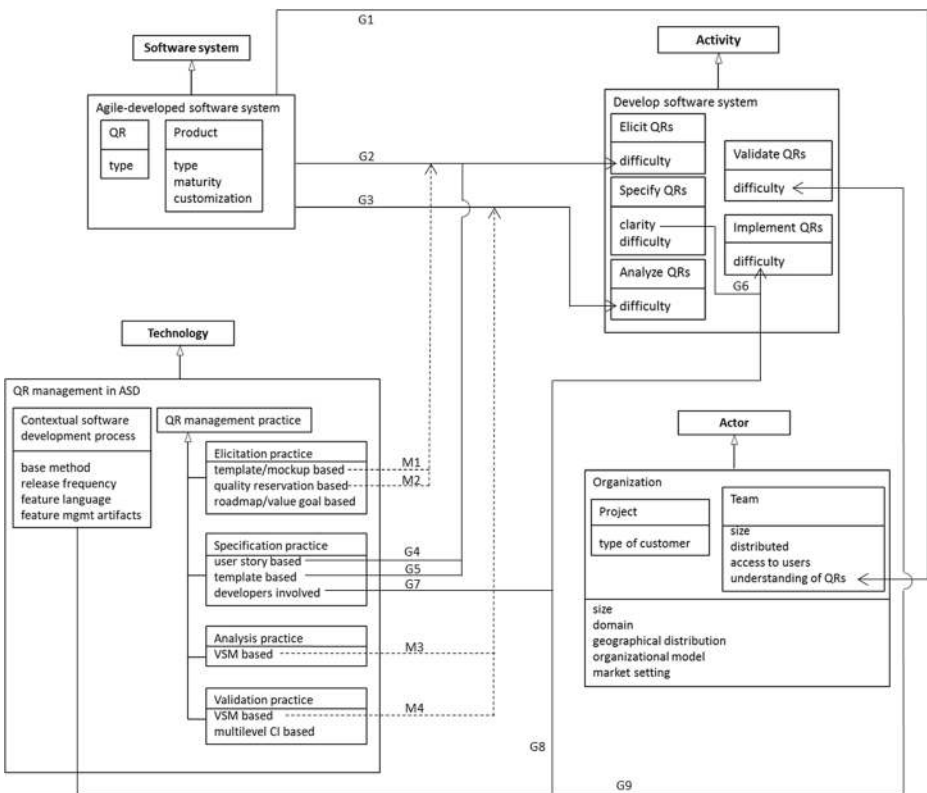 G1
Software system
Activity
Agile-developed software system
QR
type
Product
type
maturity
customization
G2
G3
Develop software system
Elicit QRs
difficulty
Specify QRs
clarity
difficulty
Analyze QRs
difficulty
Validate QRs
difficulty
Implement QRs
difficulty
G6
Technology
QR management in ASD
Contextual software
development process
base method
release frequency
feature language
feature mgmt artifacts
QR management practice
Elicitation practice
template/mockup based
quality reservation based
roadmap/value goal based
M1
M2
Specification practice
user story based
template based
developers involved
G4
G5
G7
Analysis practice
VSM based
M3
Validation practice
VSM based
multilevel CI based
M4
Actor
Organization
Project
type of customer
Team
size
distributed
access to users
understanding of QRs
size
domain
geographical distribution
organizational model
market setting
G8
G9